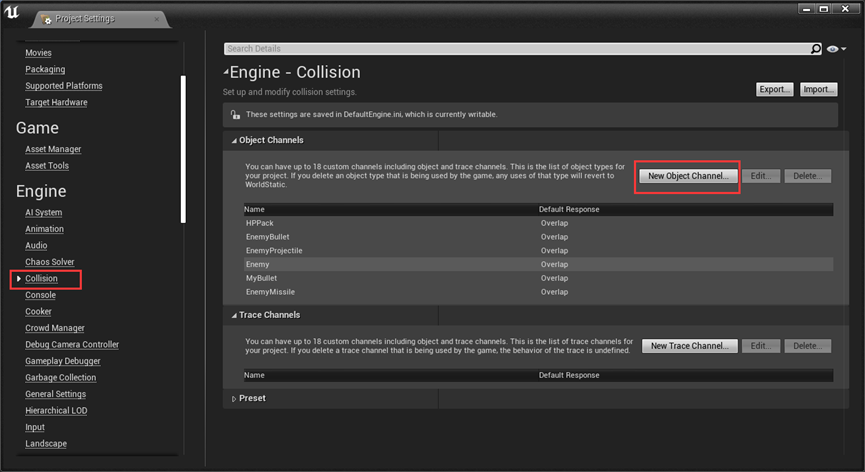 Project Settings
Movies
Packaging
Supported Platforms
Target Hardware
Game
Asset Manager
Asset Tools
Engine
AI System
Animation
Audio
Chaos Solver
Collision
Console
Cooker
Crowd Manager
Debug Camera Controller
Gameplay Debugger
Garbage Collection
General Settings
Hierarchical LOD
Input
Landscape
Search Details
Engine - Collision
Set up and modify collision settings.
Export...
Import...
These settings are saved in DefaultEngine.ini, which is currently writable.
Object Channels
You can have up to 18 custom channels including object and trace channels. This is the list of object types for
your project. If you delete an object type that is being used by the game, any uses of that type will revert to
WorldStatic.
New Object Channel...
Edit...
Delete...
Name Default Response
HPPack Overlap
EnemyBullet Overlap
EnemyProjectile Overlap
Enemy Overlap
MyBullet Overlap
EnemyMissile Overlap
Trace Channels
You can have up to 18 custom channels including object and trace channels. This is the list of trace channels for
your project. If you delete a trace channel that is being used by the game, the behavior of the trace is undefined.
New Trace Channel...
Edit...
Delete...
Name Default Response
Preset